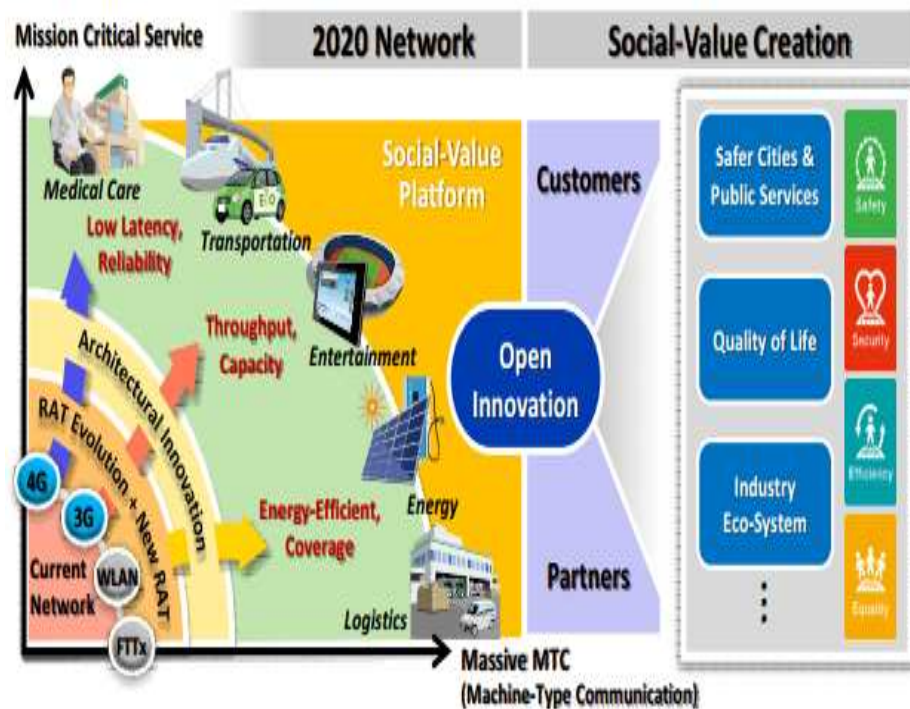 Mission Critical Service
2020 Network
Social-Value Creation
Medical Care
Low Latency,
Reliability
Transportation
Eco
Social-Value
Platform
Throughput,
Capacity
Entertainment
Architectural Innovation
RAT Evolution + New RAT
4G
3G
Current
Network
WLAN
FTTx
Energy-Efficient,
Coverage
Energy
Logistics
Massive MTC
(Machine-Type Communication)
Customers
Open
Innovation
Partners
Safer Cities &
Public Services
Quality of Life
Industry
Eco-System
Safety
Security
Efficiency
Equality